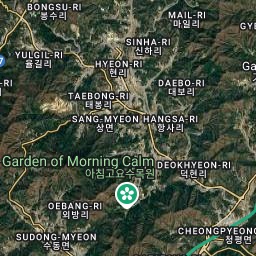 BONGSU-RI
봉수리
MAIL-RI
마일리
YULGIL-RI
율길리
SINHA-RI
신하리
HYEON-RI
현리
DAEBO-RI
대보리
TAEBONG-RI
태봉리
SANG-MYEON
상면
HANGSA-RI
항사리
Garden of Morning Calm
아침고요수목원
DEOKHYEON-RI
덕현리
OEBANG-RI
외방리
SUDONG-MYEON
수동면
CHEONGPYEONG
청평면
GYE
Ga